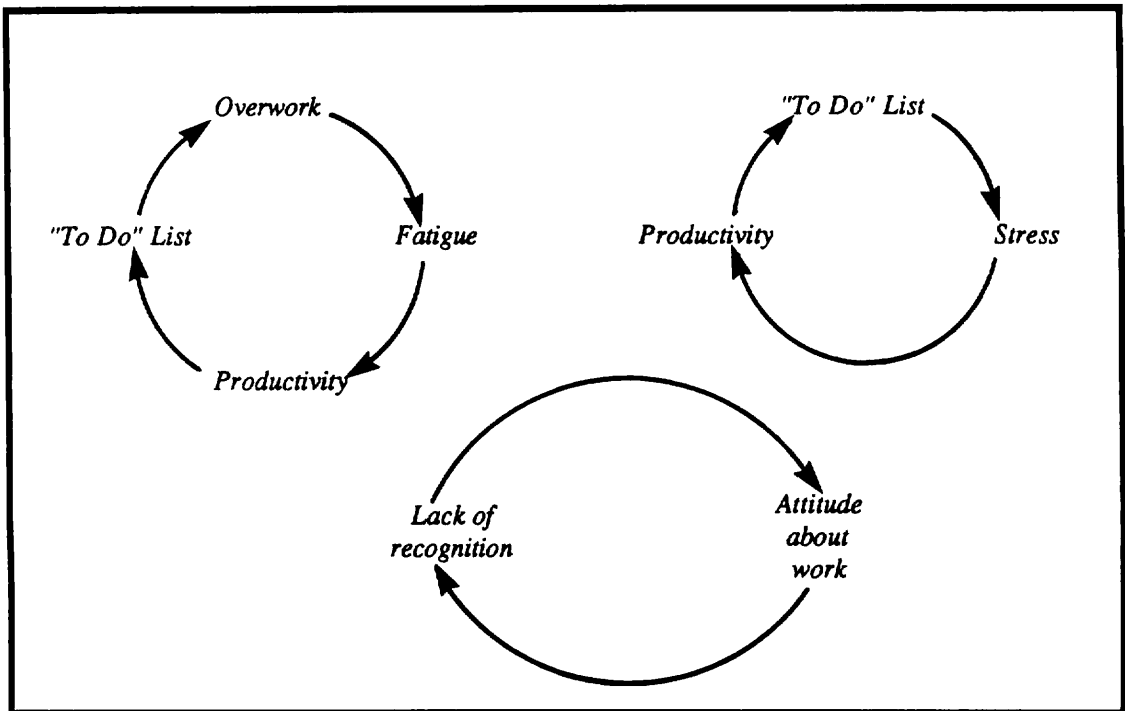 Overwork
"To Do" List
Fatigue
Productivity
"To Do" List
Productivity
Stress
Lack of
recognition
Attitude
about
work